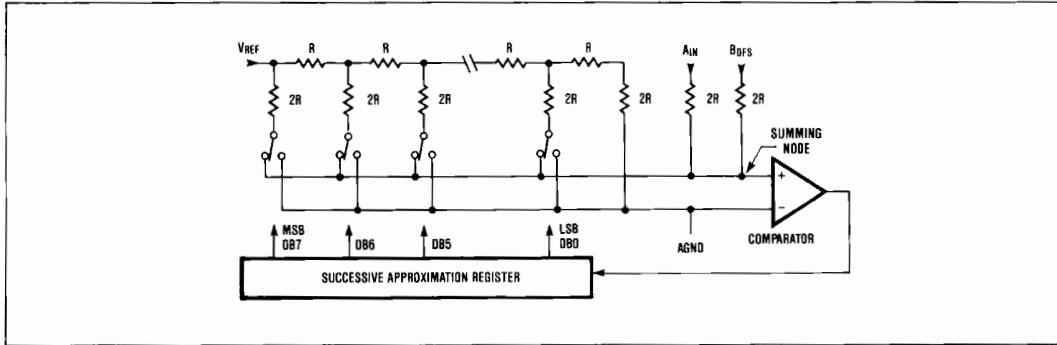 VREF R R R R AIN BOFS
2R 2R 2R 2R 2R 2R 2R
SUMMING
NODE
+
−
COMPARATOR
MSB
DB7 DB6 DB5 LSB
DB0 AGND
SUCCESSIVE APPROXIMATION REGISTER